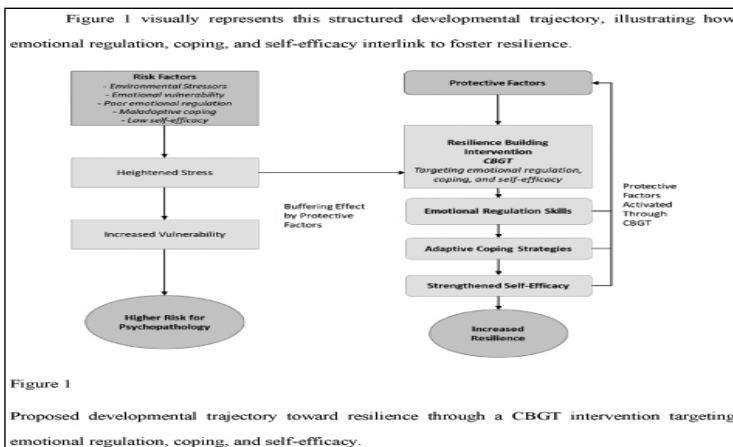 Figure 1 visually represents this structured developmental trajectory, illustrating how
emotional regulation, coping, and self-efficacy interlink to foster resilience.
Risk Factors
- Environmental Stressors
- Emotional vulnerability
- Poor emotional regulation
- Maladaptive coping
- Low self-efficacy
Heightened Stress
Increased Vulnerability
Higher Risk for
Psychopathology
Buffering Effect
by Protective
Factors
Protective Factors
Resilience Building
Intervention
CBGT
Targeting emotional regulation,
coping, and self-efficacy
Emotional Regulation Skills
Adaptive Coping Strategies
Strengthened Self-Efficacy
Increased
Resilience
Protective
Factors
Activated
Through
CBGT
Figure 1
Proposed developmental trajectory toward resilience through a CBGT intervention targeting
emotional regulation, coping, and self-efficacy.